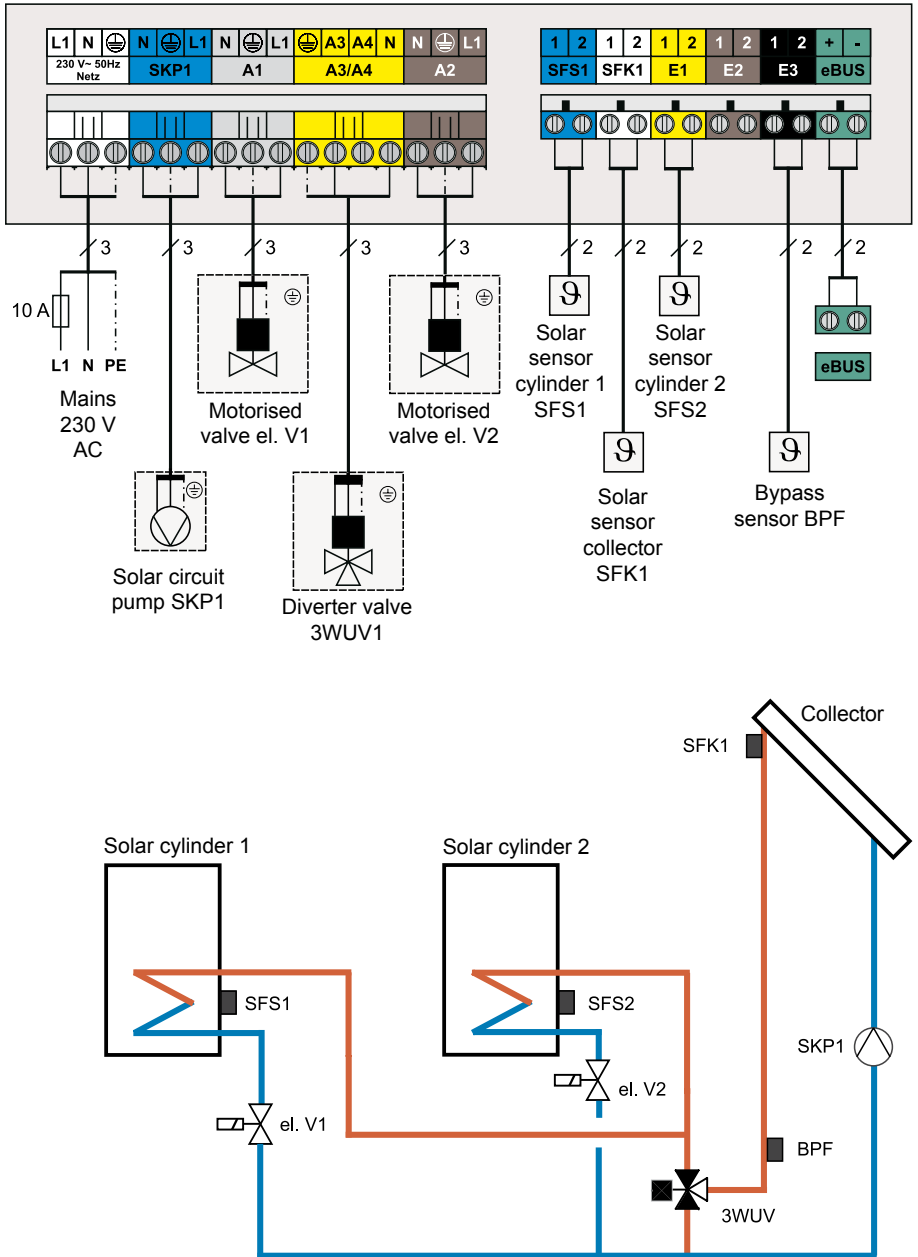 L1 N N L1 N L1 A3 A4 N N L1
230 V~ 50Hz
Netz
SKP1 A1 A3/A4 A2
1 2 1 2 1 2 1 2 1 2 + -
SFS1 SFK1 E1 E2 E3 eBUS
3 3 3 3 3 2 2 2 2 2
10 A
L1 N PE
Mains
230 V
AC
Solar circuit
pump SKP1
Motorised
valve el. V1
Diverter valve
3WUV1
Motorised
valve el. V2
ϑ
Solar
sensor
cylinder 1
SFS1
ϑ
Solar
sensor
collector
SFK1
ϑ
Solar
sensor
cylinder 2
SFS2
ϑ
Bypass
sensor BPF
eBUS
Collector
SFK1
Solar cylinder 1
Solar cylinder 2
SFS1
SFS2
SKP1
el. V2
el. V1
BPF
3WUV